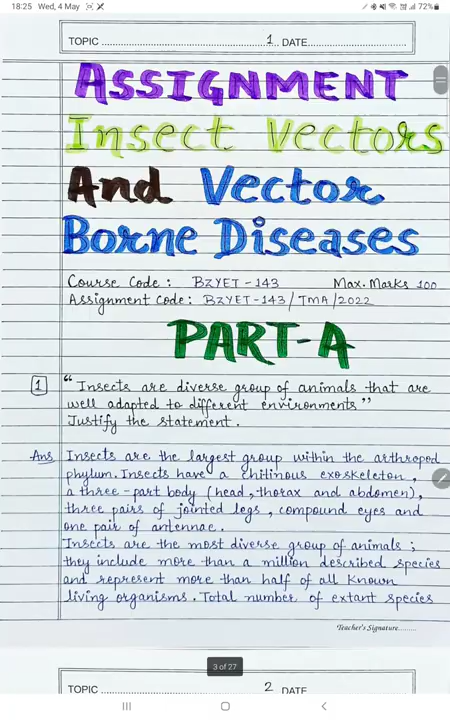 18:25 Wed, 4 May
72%
TOPIC 1 DATE
ASSIGNMENT
Insect Vectors
And Vector
Borne Diseases
Course Code : BZYET-143 Max. Marks 100
Assignment Code : BZYET-143/TMA/2022
PART-A
1 “Insects are diverse group of animals that are
well adapted to different environments”
Justify the statement.
Ans Insects are the largest group within the arthropod
phylum. Insects have a chilinous exoskeleton,
a three-part body (head, thorax and abdomen),
three pairs of jointed legs, compound eyes and
one pair of antennae.
Insects are the most diverse group of animals ;
they include more than a million described species
and represent more than half of all known
living organisms. Total number of extant species
Teacher's Signature.........
3 of 27
TOPIC 2 DATE